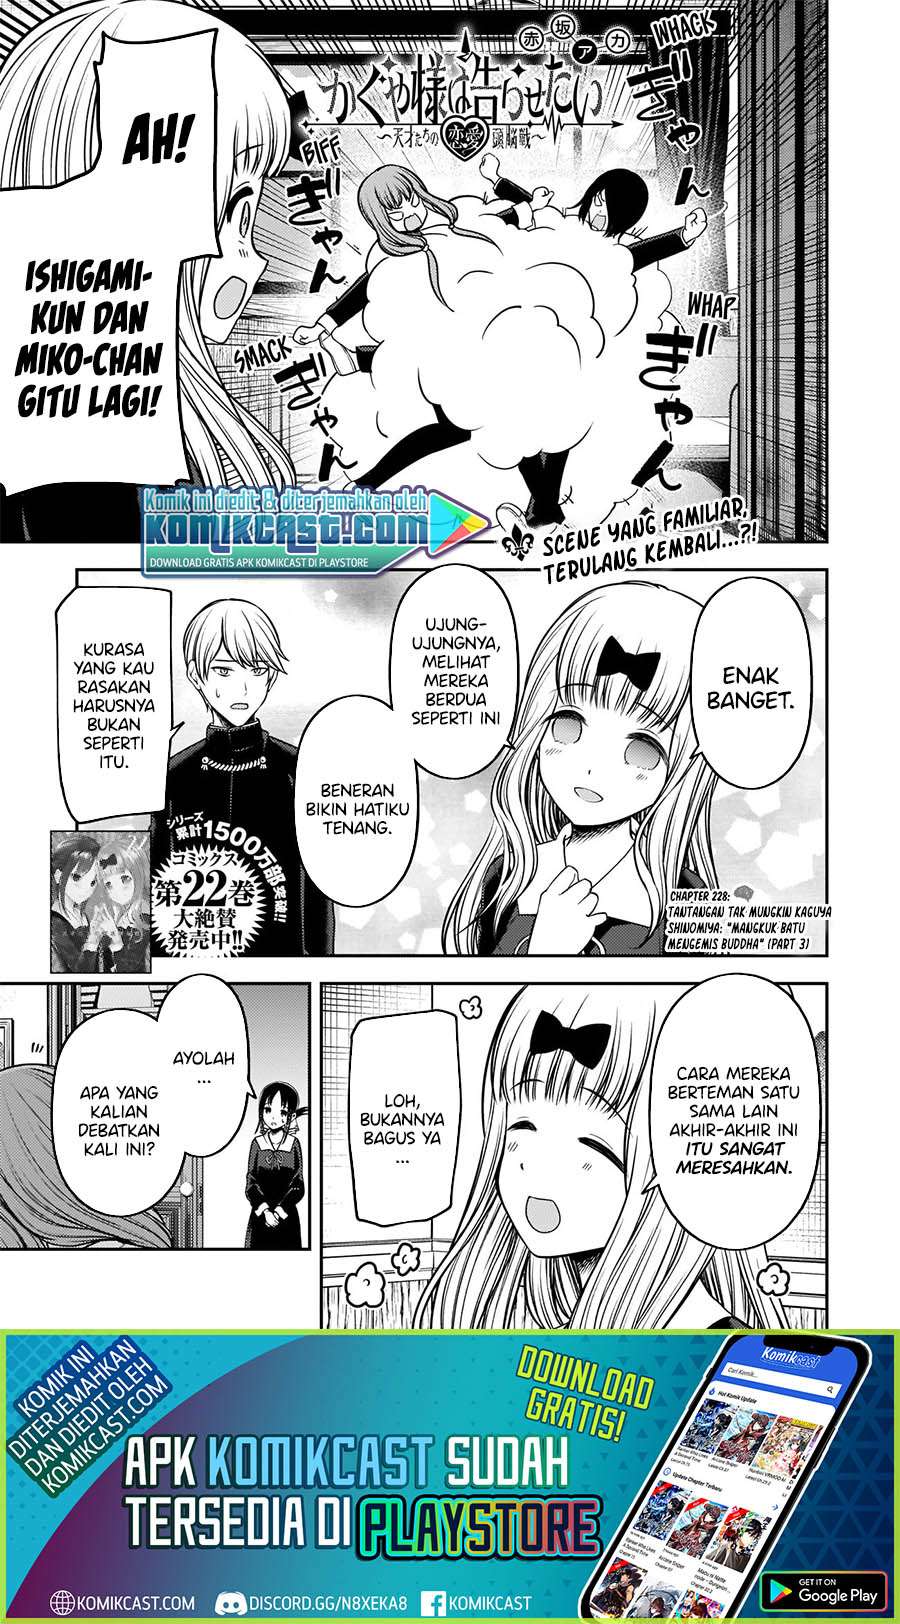 赤坂アカ
かぐや様は告らせたい
～天才たちの恋愛頭脳戦～
WHACK
ぎゃん
AH!
BIFF
ぎゃん
ISHIGAMI-
KUN DAN
MIKO-CHAN
GITU LAGI!
WHAP
ぎゃん
SMACK
ぎゃん
Komik ini diedit & diterjemahkan oleh
Komikcast.com
DOWNLOAD GRATIS APK KOMIKCAST DI PLAYSTORE
SCENE YANG FAMILIAR,
TERULANG KEMBALI...?!
ENAK
BANGET.
UJUNG-
UJUNGNYA,
MELIHAT
MEREKA
BERDUA
SEPERTI INI
BENERAN
BIKIN HATIKU
TENANG.
KURASA
YANG KAU
RASAKAN
HARUSNYA
BUKAN
SEPERTI
ITU.
シリーズ
累計1500万部突破!!
コミックス
第22巻
大絶賛
発売中!!
CHAPTER 228:
TANTANGAN TAK MUNGKIN KAGUYA
SHINOMIYA: "MANGKUK BATU
MENGEMIS BUDDHA" (PART 3)
CARA MEREKA
BERTEMAN SATU
SAMA LAIN
AKHIR-AKHIR INI
ITU SANGAT
MERESAHKAN.
LOH,
BUKANNYA
BAGUS YA
...
AYOLAH
...
APA YANG
KALIAN
DEBATKAN
KALI INI?
KOMIK INI
DITERJEMAHKAN
DAN DIEDIT OLEH
KOMIKCAST.COM
DOWNLOAD
GRATIS!
APK KOMIKCAST SUDAH
TERSEDIA DI PLAYSTORE
Komikcast
Cari Komik...
Hot Komik Update
Update Chapter Terbaru
KOMIKCAST.COM
DISCORD.GG/N8XEKA8
KOMIKCAST
GET IT ON
Google Play